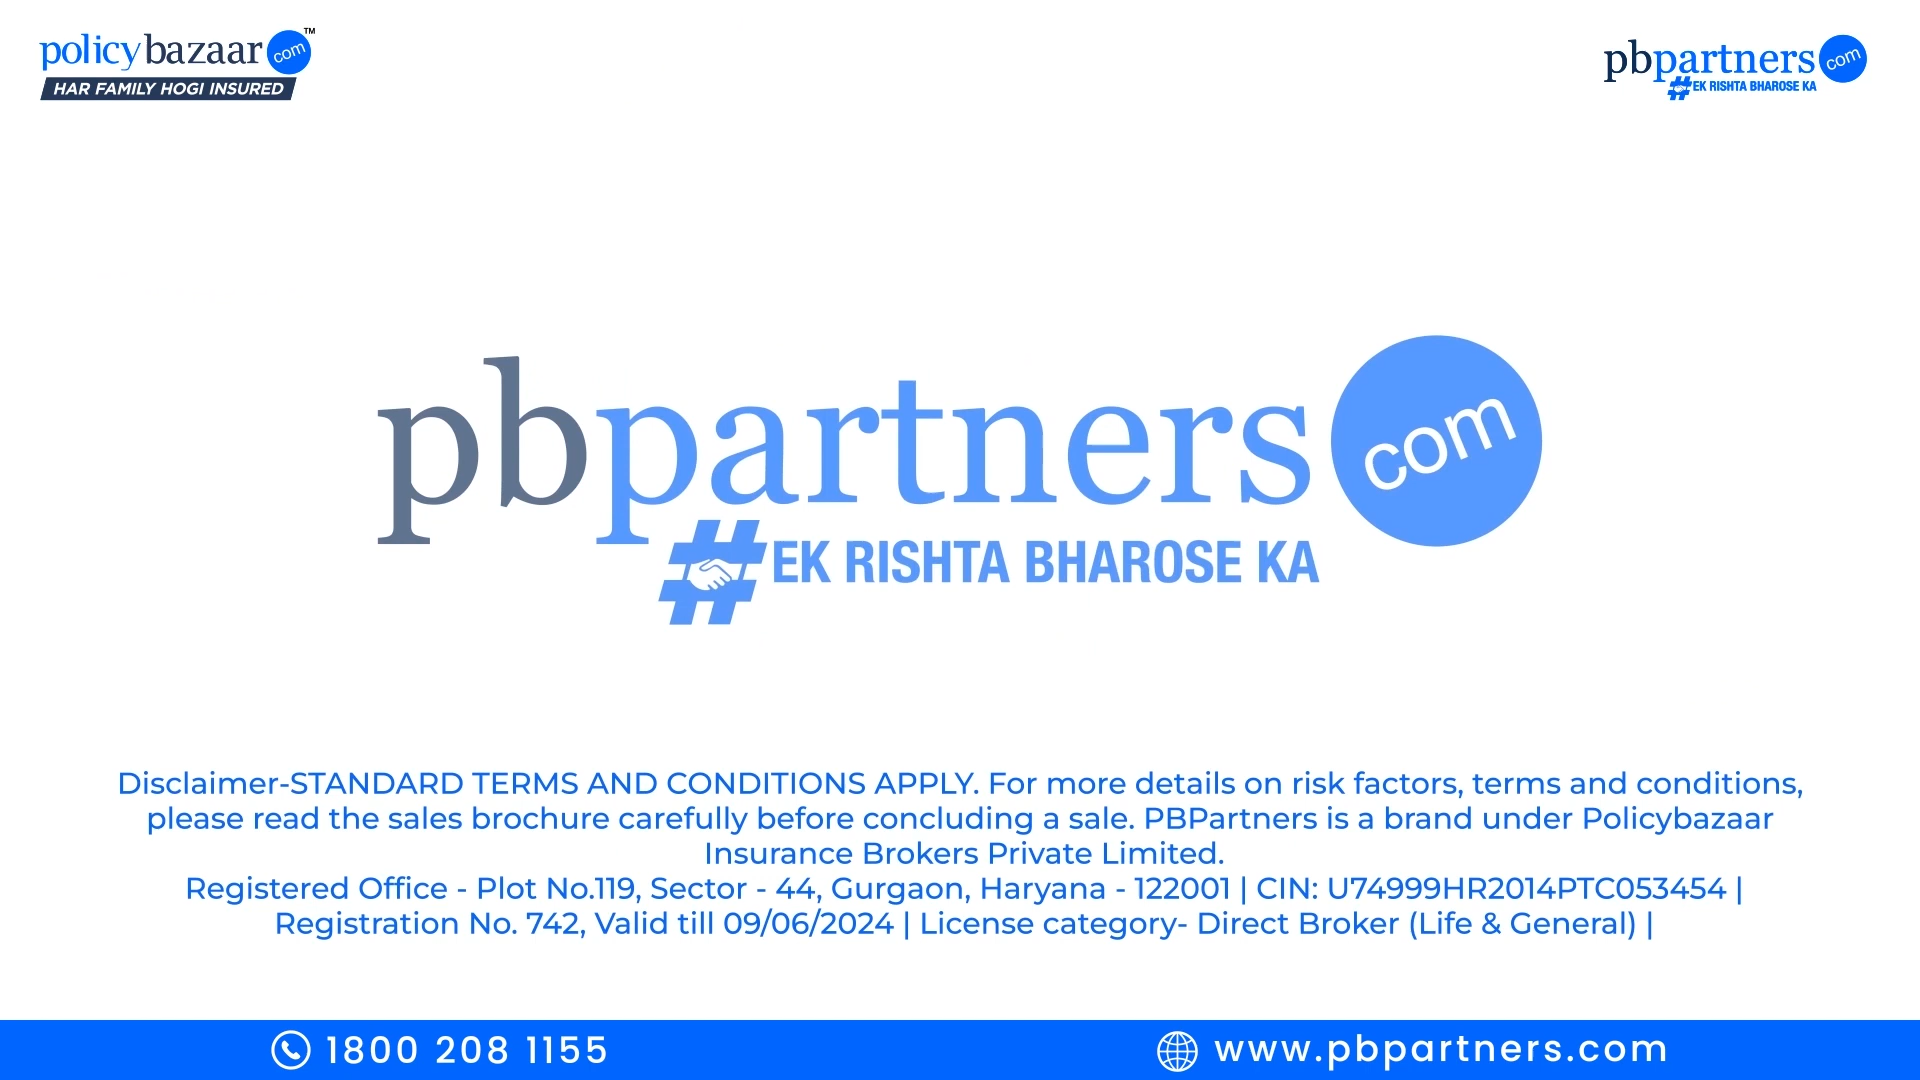 policybazaar com TM
HAR FAMILY HOGI INSURED
pbpartners com
#EK RISHTA BHAROSE KA
pbpartners com
#EK RISHTA BHAROSE KA
Disclaimer-STANDARD TERMS AND CONDITIONS APPLY. For more details on risk factors, terms and conditions,
please read the sales brochure carefully before concluding a sale. PBPartners is a brand under Policybazaar
Insurance Brokers Private Limited.
Registered Office - Plot No.119, Sector - 44, Gurgaon, Haryana - 122001 | CIN: U74999HR2014PTC053454 |
Registration No. 742, Valid till 09/06/2024 | License category- Direct Broker (Life & General) |
1800 208 1155
www.pbpartners.com